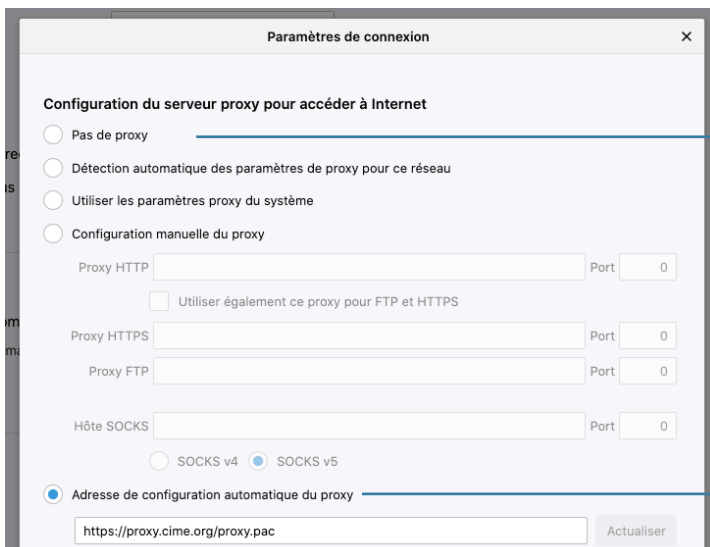 Paramètres de connexion
Configuration du serveur proxy pour accéder à Internet
Pas de proxy
Détection automatique des paramètres de proxy pour ce réseau
Utiliser les paramètres proxy du système
Configuration manuelle du proxy
Proxy HTTP Port 0
Utiliser également ce proxy pour FTP et HTTPS
Proxy HTTPS Port 0
Proxy FTP Port 0
Hôte SOCKS Port 0
SOCKS v4 SOCKS v5
Adresse de configuration automatique du proxy
https://proxy.cime.org/proxy.pac Actualiser